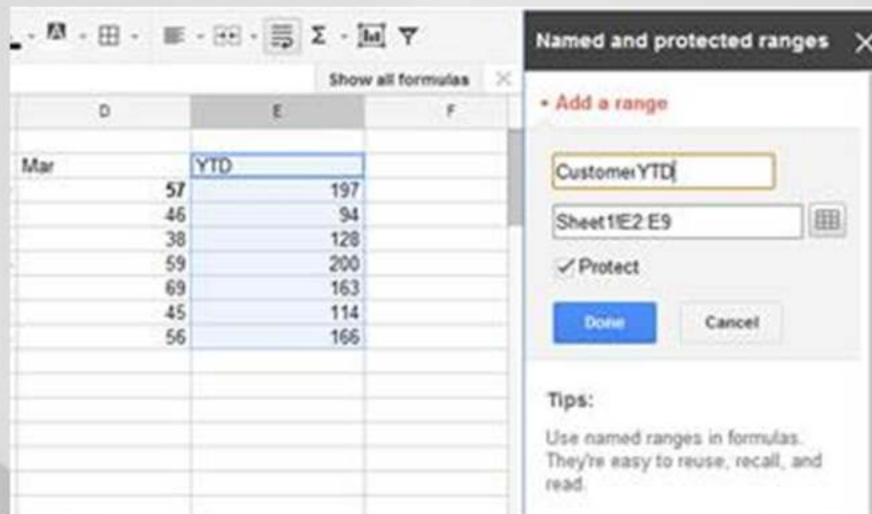 Show all formulas
D E F
Mar YTD
57 197
46 94
38 128
59 200
69 163
45 114
56 166
Named and protected ranges
+ Add a range
CustomerYTD
Sheet1!E2:E9
Protect
Done Cancel
Tips:
Use named ranges in formulas.
They're easy to reuse, recall, and
read.